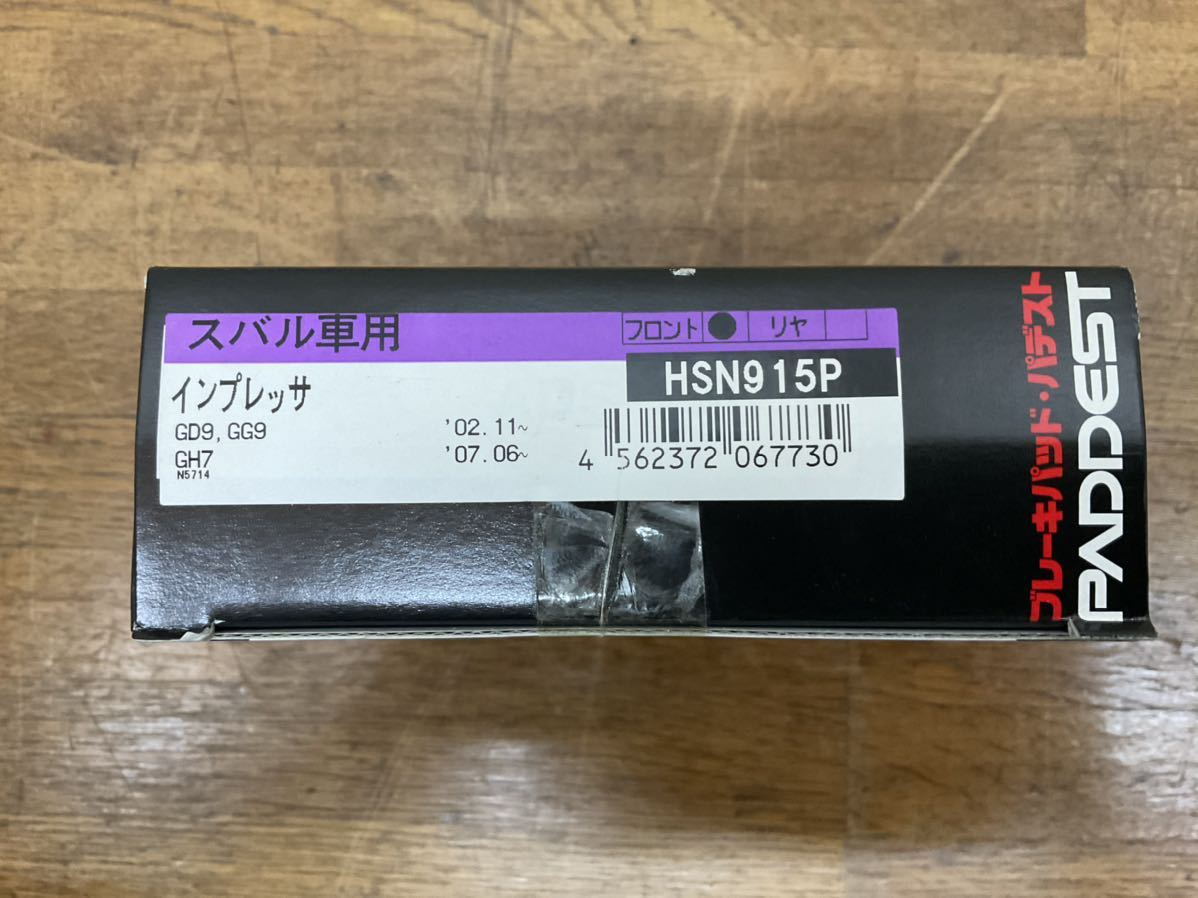 スバル車用
フロント ● リヤ
HSN915P
インプレッサ
GD9, GG9 '02. 11~
GH7 '07. 06~
N5714
4 562372 067730
ブレーキパッド・パデスト
PADDEST